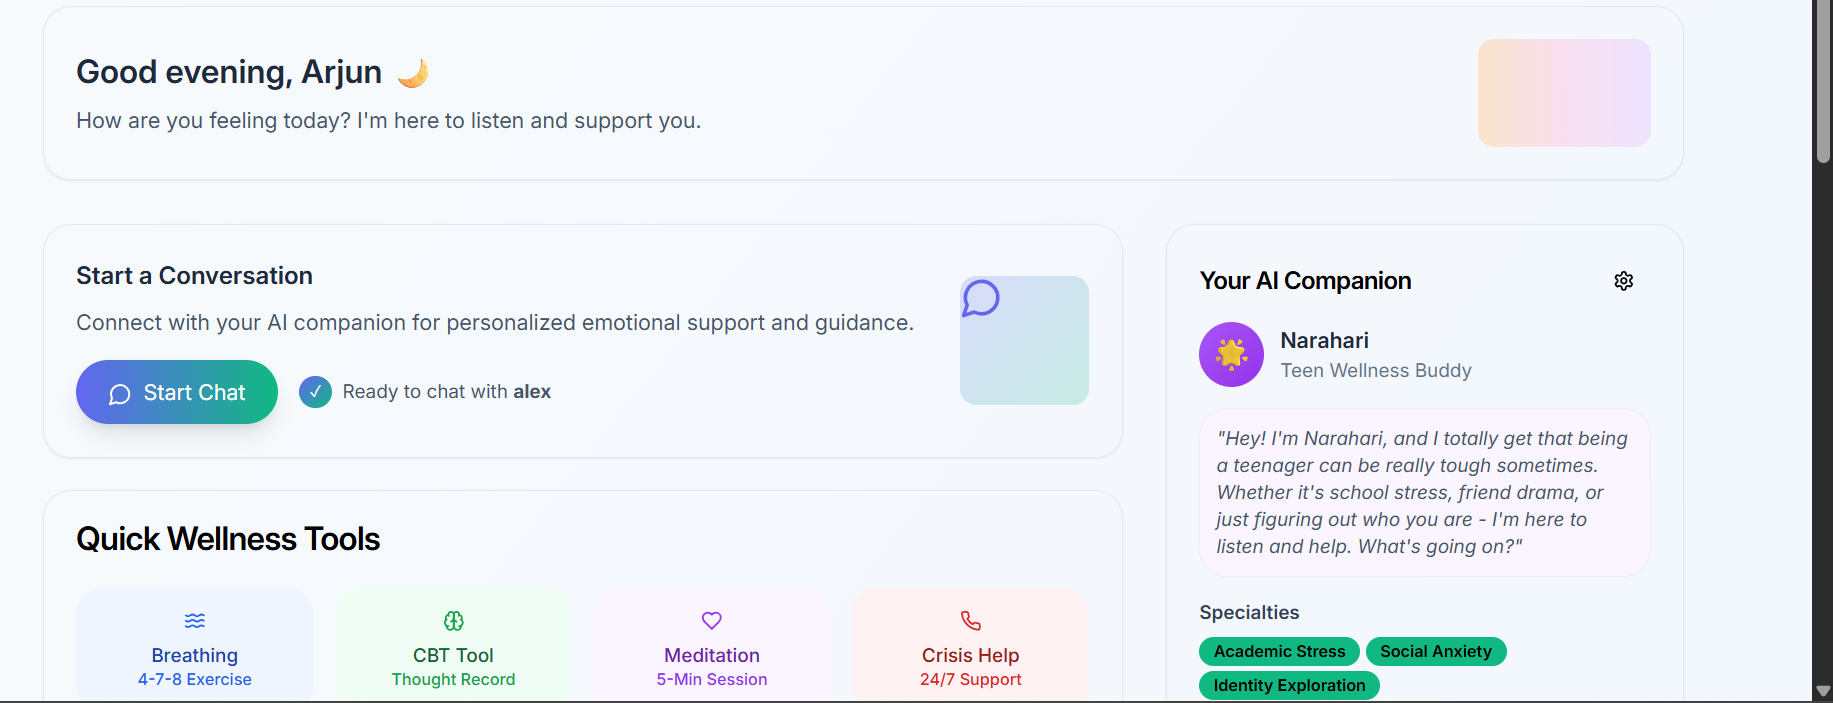 Good evening, Arjun 🌙
How are you feeling today? I'm here to listen and support you.
Start a Conversation
Connect with your AI companion for personalized emotional support and guidance.
Start Chat
✓ Ready to chat with alex
Quick Wellness Tools
Breathing
4-7-8 Exercise
CBT Tool
Thought Record
Meditation
5-Min Session
Crisis Help
24/7 Support
Your AI Companion
Narahari
Teen Wellness Buddy
"Hey! I'm Narahari, and I totally get that being
a teenager can be really tough sometimes.
Whether it's school stress, friend drama, or
just figuring out who you are - I'm here to
listen and help. What's going on?"
Specialties
Academic Stress Social Anxiety
Identity Exploration